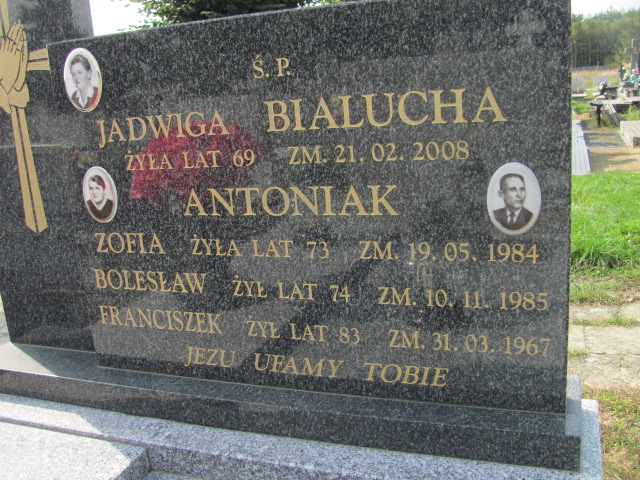 Ś.P.
JADWIGA BIALUCHA
ŻYŁA LAT 69 ZM. 21. 02. 2008
ANTONIAK
ZOFIA ŻYŁA LAT 73 ZM. 19. 05. 1984
BOLESŁAW ŻYŁ LAT 74 ZM. 10. 11. 1985
FRANCISZEK ŻYŁ LAT 83 ZM. 31. 03. 1967
JEZU UFAMY TOBIE